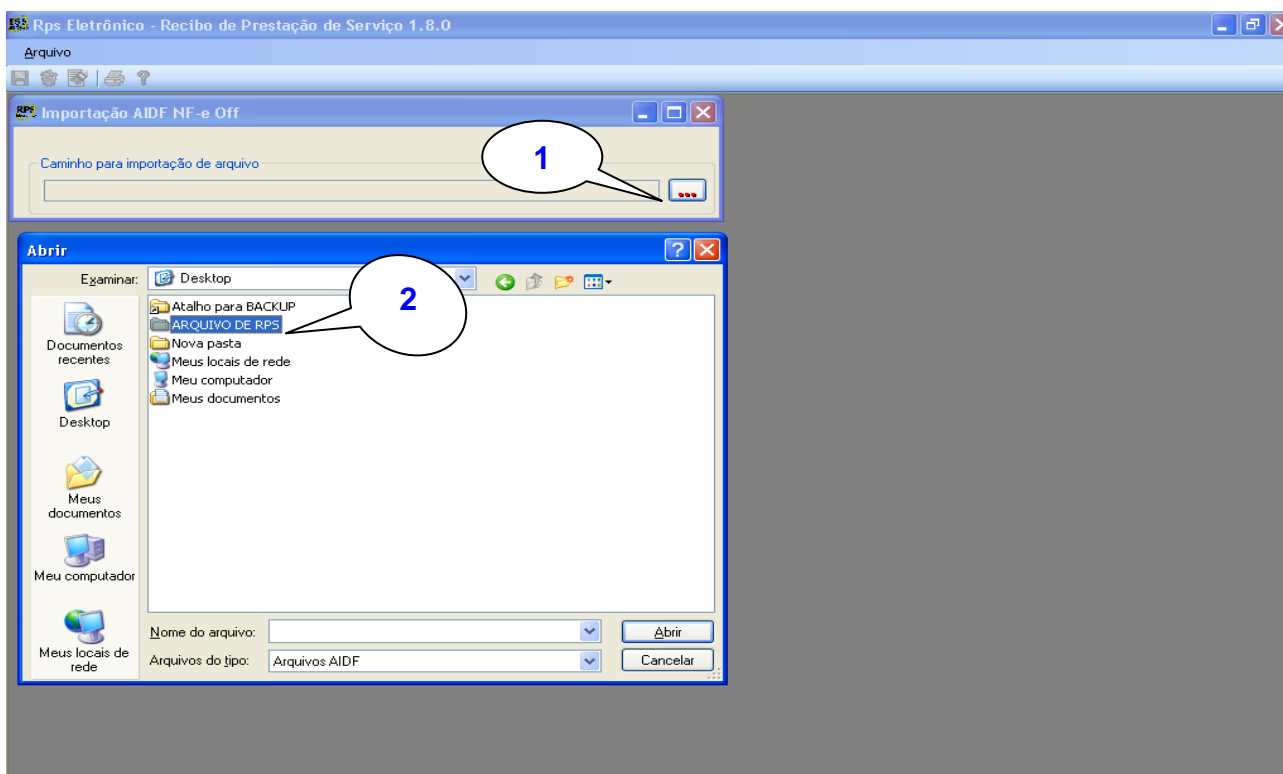 Rps Eletrônico - Recibo de Prestação de Serviço 1.8.0
Arquivo
Importação AIDF NF-e Off
Caminho para importação de arquivo
...
1
Abrir
Examinar: Desktop
2
Atalho para BACKUP
ARQUIVO DE RPS
Nova pasta
Meus locais de rede
Meu computador
Meus documentos
Documentos
recentes
Desktop
Meus
documentos
Meu computador
Meus locais de
rede
Nome do arquivo: Abrir
Arquivos do tipo: Arquivos AIDF Cancelar